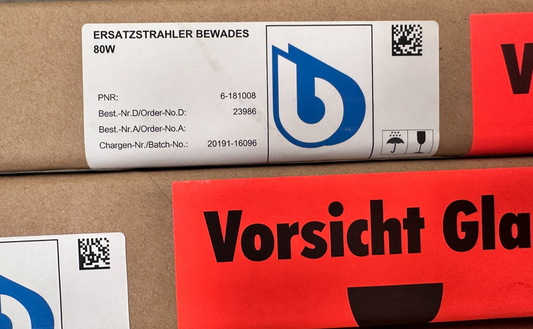 ERSATZSTRAHLER BEWADES
80W
PNR: 6-181008
Best.-Nr.D/Order-No.D: 23986
Best.-Nr.A/Order-No.A:
Chargen-Nr./Batch-No.: 20191-16096
V
Vorsicht Gla